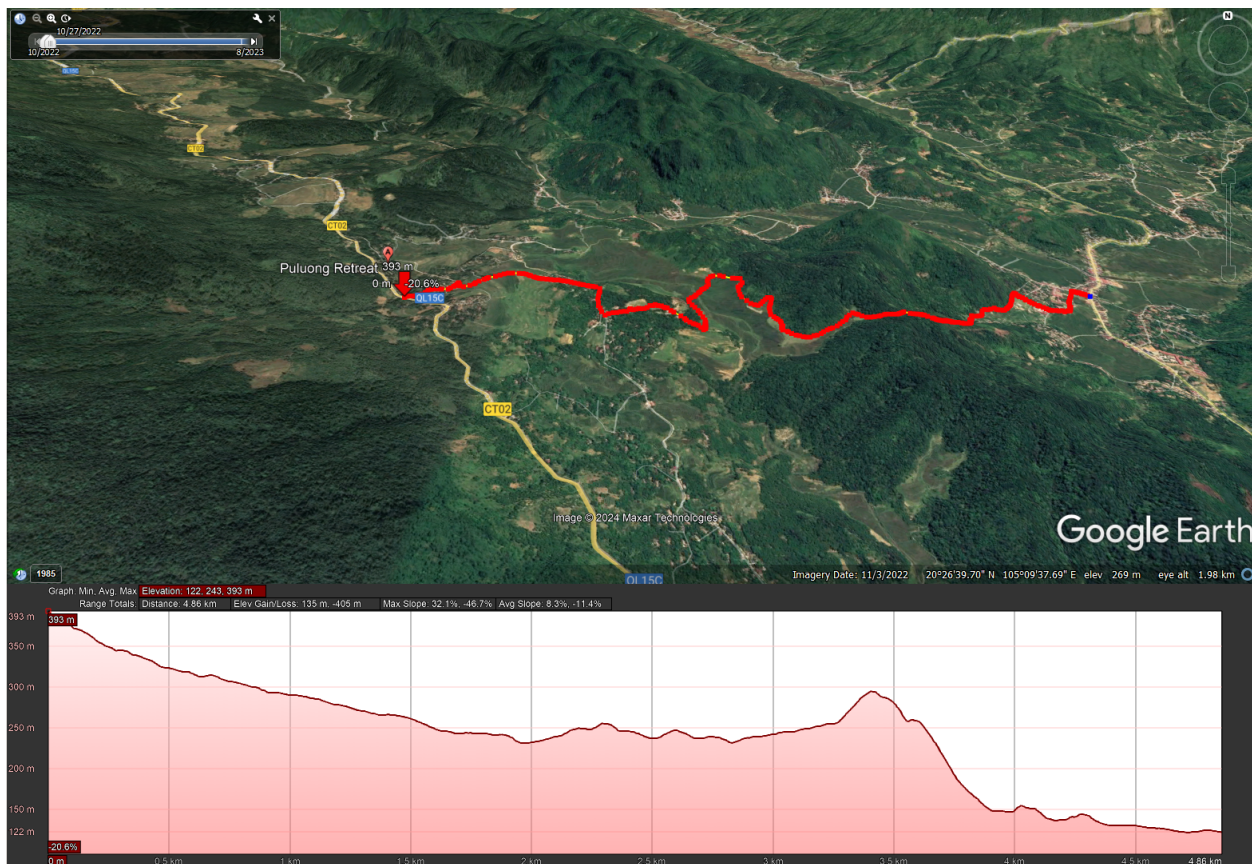 10/27/2022
10/2022
8/2023
N
QL15C
CT02
CT02
Puluong Retreat
393 m
0 m
-20.6%
QL15C
CT02
Image © 2024 Maxar Technologies
Google Earth
QL15C
1985
Imagery Date: 11/3/2022 20°26'39.70" N 105°09'37.69" E elev 269 m eye alt 1.98 km
Graph: Min, Avg, Max Elevation: 122, 243, 393 m
Range Totals: Distance: 4.86 km Elev Gain/Loss: 135 m, -405 m Max Slope: 32.1%, -46.7% Avg Slope: 8.3%, -11.4%
393 m
393 m
350 m
300 m
250 m
200 m
150 m
122 m
-20.6%
0 m
0.5 km
1 km
1.5 km
2 km
2.5 km
3 km
3.5 km
4 km
4.5 km
4.86 km